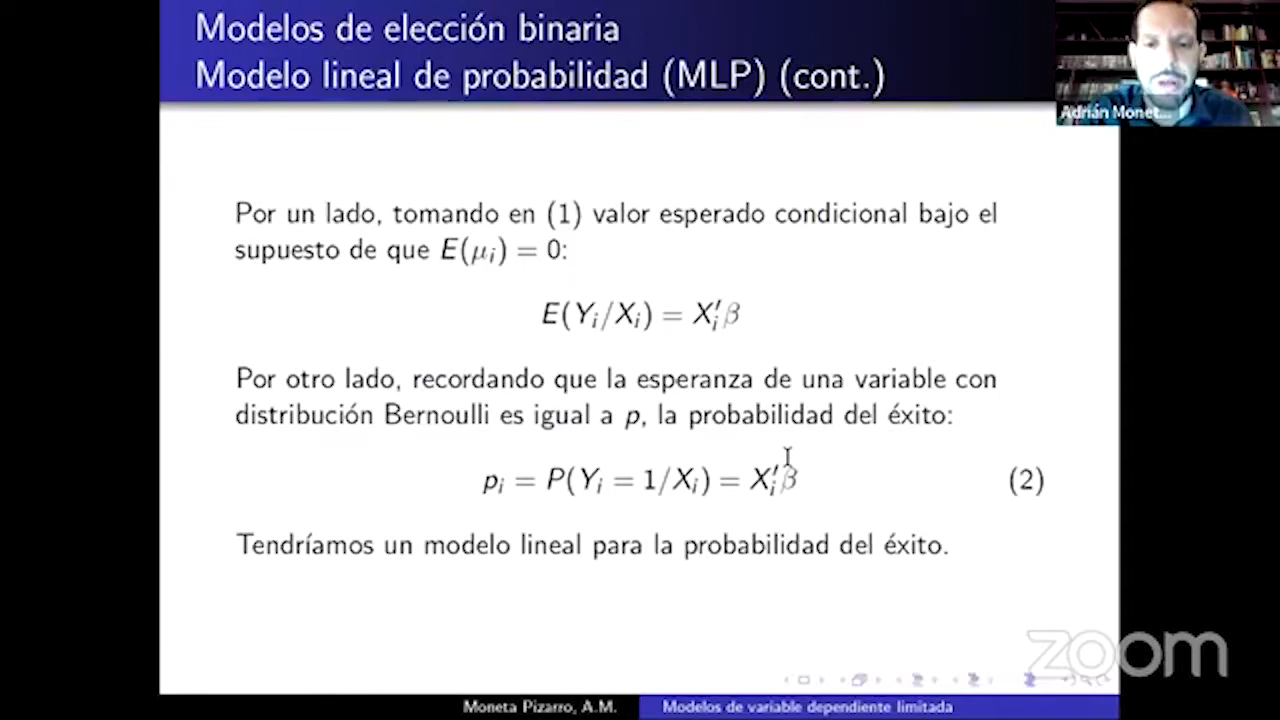 Modelos de elección binaria
Modelo lineal de probabilidad (MLP) (cont.)
Adrián Monet...
Por un lado, tomando en (1) valor esperado condicional bajo el
supuesto de que E(μᵢ) = 0:
E(Yᵢ/Xᵢ) = Xᵢ′β
Por otro lado, recordando que la esperanza de una variable con
distribución Bernoulli es igual a p, la probabilidad del éxito:
pᵢ = P(Yᵢ = 1/Xᵢ) = Xᵢ′β (2)
Tendríamos un modelo lineal para la probabilidad del éxito.
zoom
Moneta Pizarro, A.M. Modelos de variable dependiente limitada